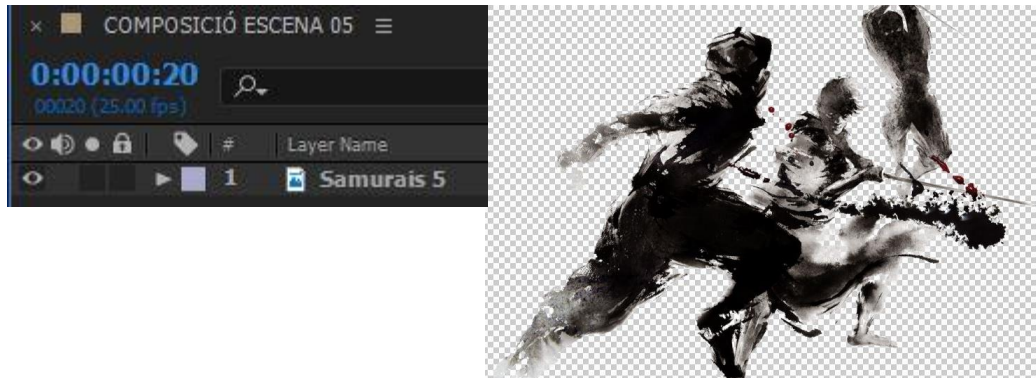 × COMPOSICIÓ ESCENA 05
0:00:00:20
00020 (25.00 fps)
# Layer Name
1 Samurais 5